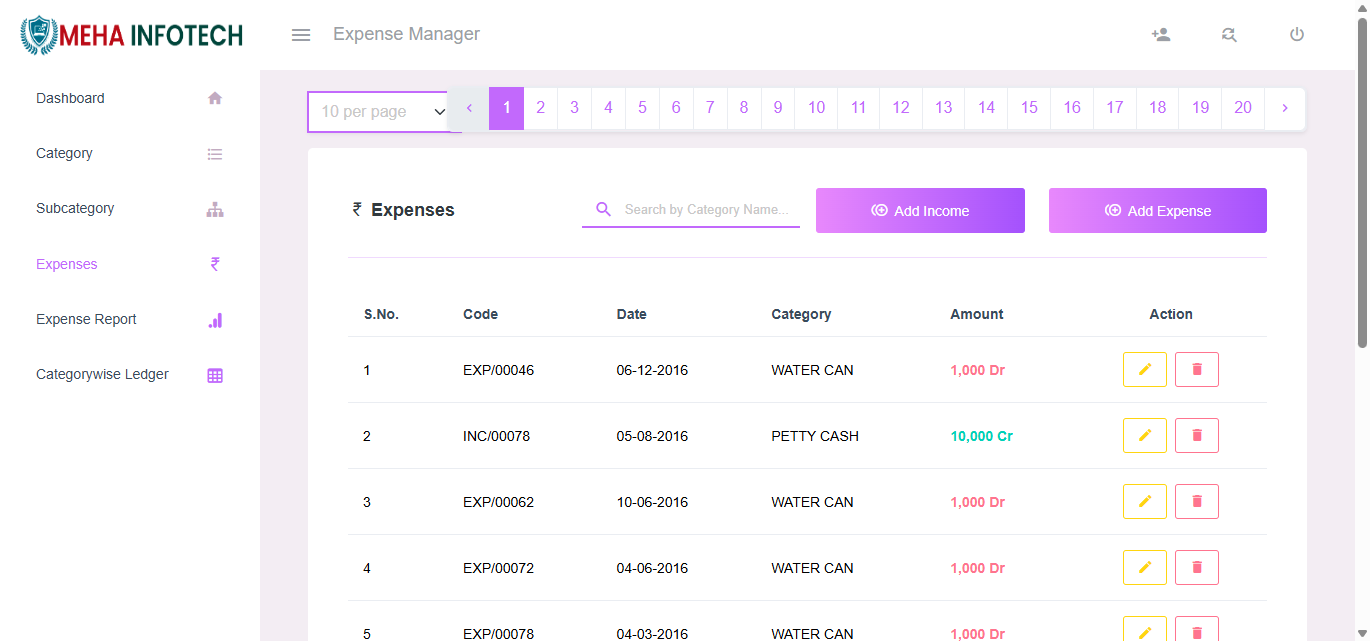 MEHA INFOTECH
Expense Manager
Dashboard
Category
Subcategory
Expenses
₹
Expense Report
Categorywise Ledger
10 per page
‹ 1 2 3 4 5 6 7 8 9 10 11 12 13 14 15 16 17 18 19 20 ›
₹ Expenses
Search by Category Name...
Add Income
Add Expense
S.No. Code Date Category Amount Action
1 EXP/00046 06-12-2016 WATER CAN 1,000 Dr
2 INC/00078 05-08-2016 PETTY CASH 10,000 Cr
3 EXP/00062 10-06-2016 WATER CAN 1,000 Dr
4 EXP/00072 04-06-2016 WATER CAN 1,000 Dr
5 EXP/00078 04-03-2016 WATER CAN 1,000 Dr